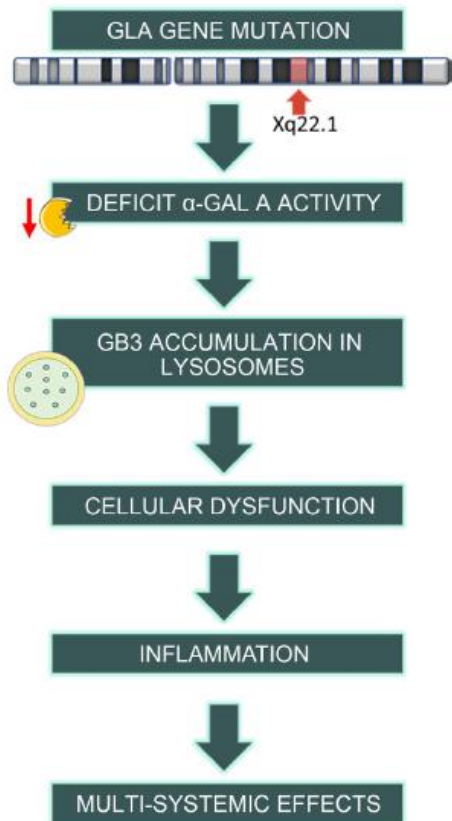 GLA GENE MUTATION
Xq22.1
DEFICIT α-GAL A ACTIVITY
GB3 ACCUMULATION IN
LYSOSOMES
CELLULAR DYSFUNCTION
INFLAMMATION
MULTI-SYSTEMIC EFFECTS